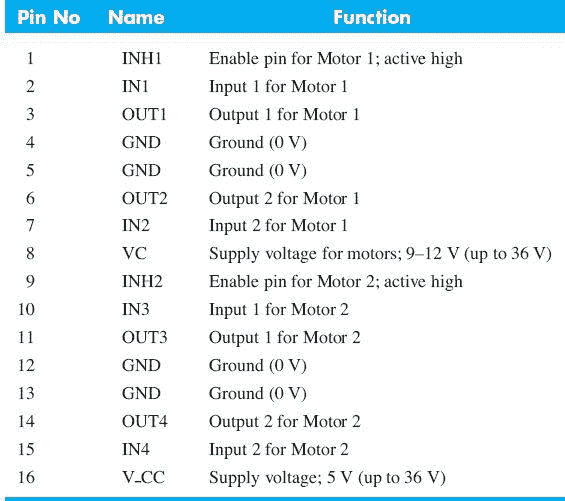 Pin No Name Function
1 INH1 Enable pin for Motor 1; active high
2 IN1 Input 1 for Motor 1
3 OUT1 Output 1 for Motor 1
4 GND Ground (0 V)
5 GND Ground (0 V)
6 OUT2 Output 2 for Motor 1
7 IN2 Input 2 for Motor 1
8 VC Supply voltage for motors; 9–12 V (up to 36 V)
9 INH2 Enable pin for Motor 2; active high
10 IN3 Input 1 for Motor 2
11 OUT3 Output 1 for Motor 2
12 GND Ground (0 V)
13 GND Ground (0 V)
14 OUT4 Output 2 for Motor 2
15 IN4 Input 2 for Motor 2
16 V_CC Supply voltage; 5 V (up to 36 V)